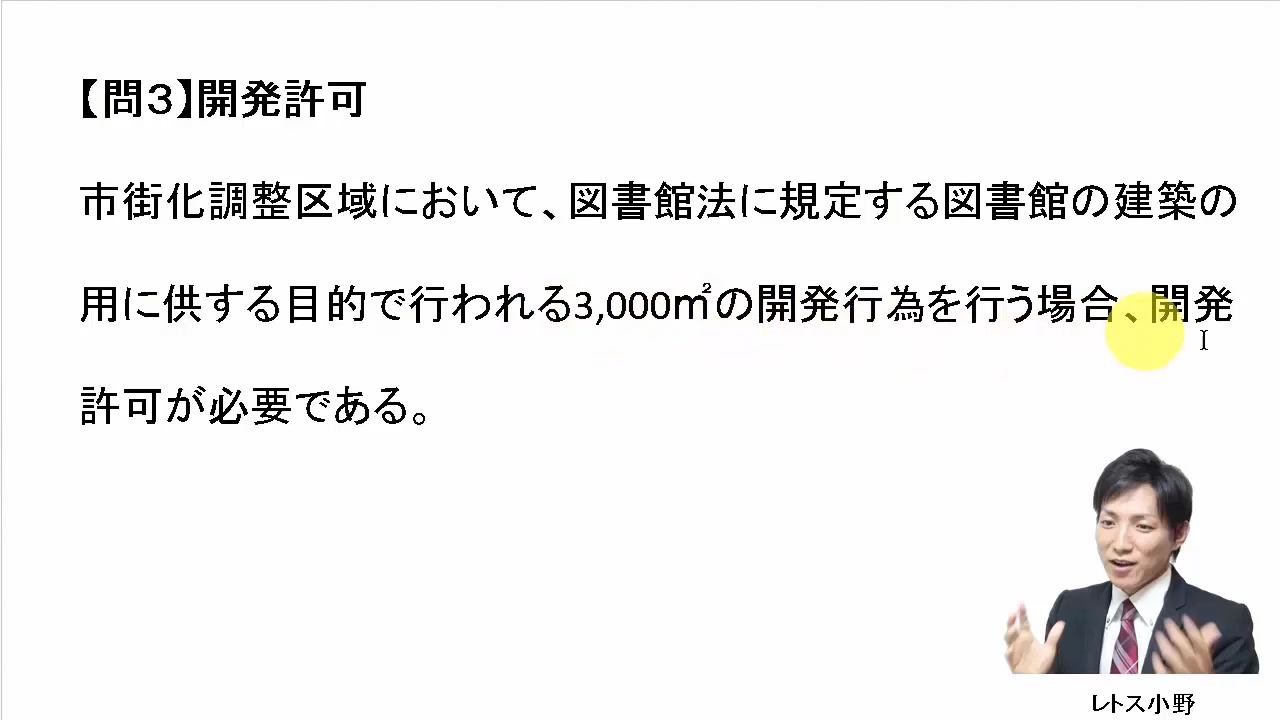 【問３】開発許可
市街化調整区域において、図書館法に規定する図書館の建築の
用に供する目的で行われる3,000㎡の開発行為を行う場合、開発
許可が必要である。
レトス小野